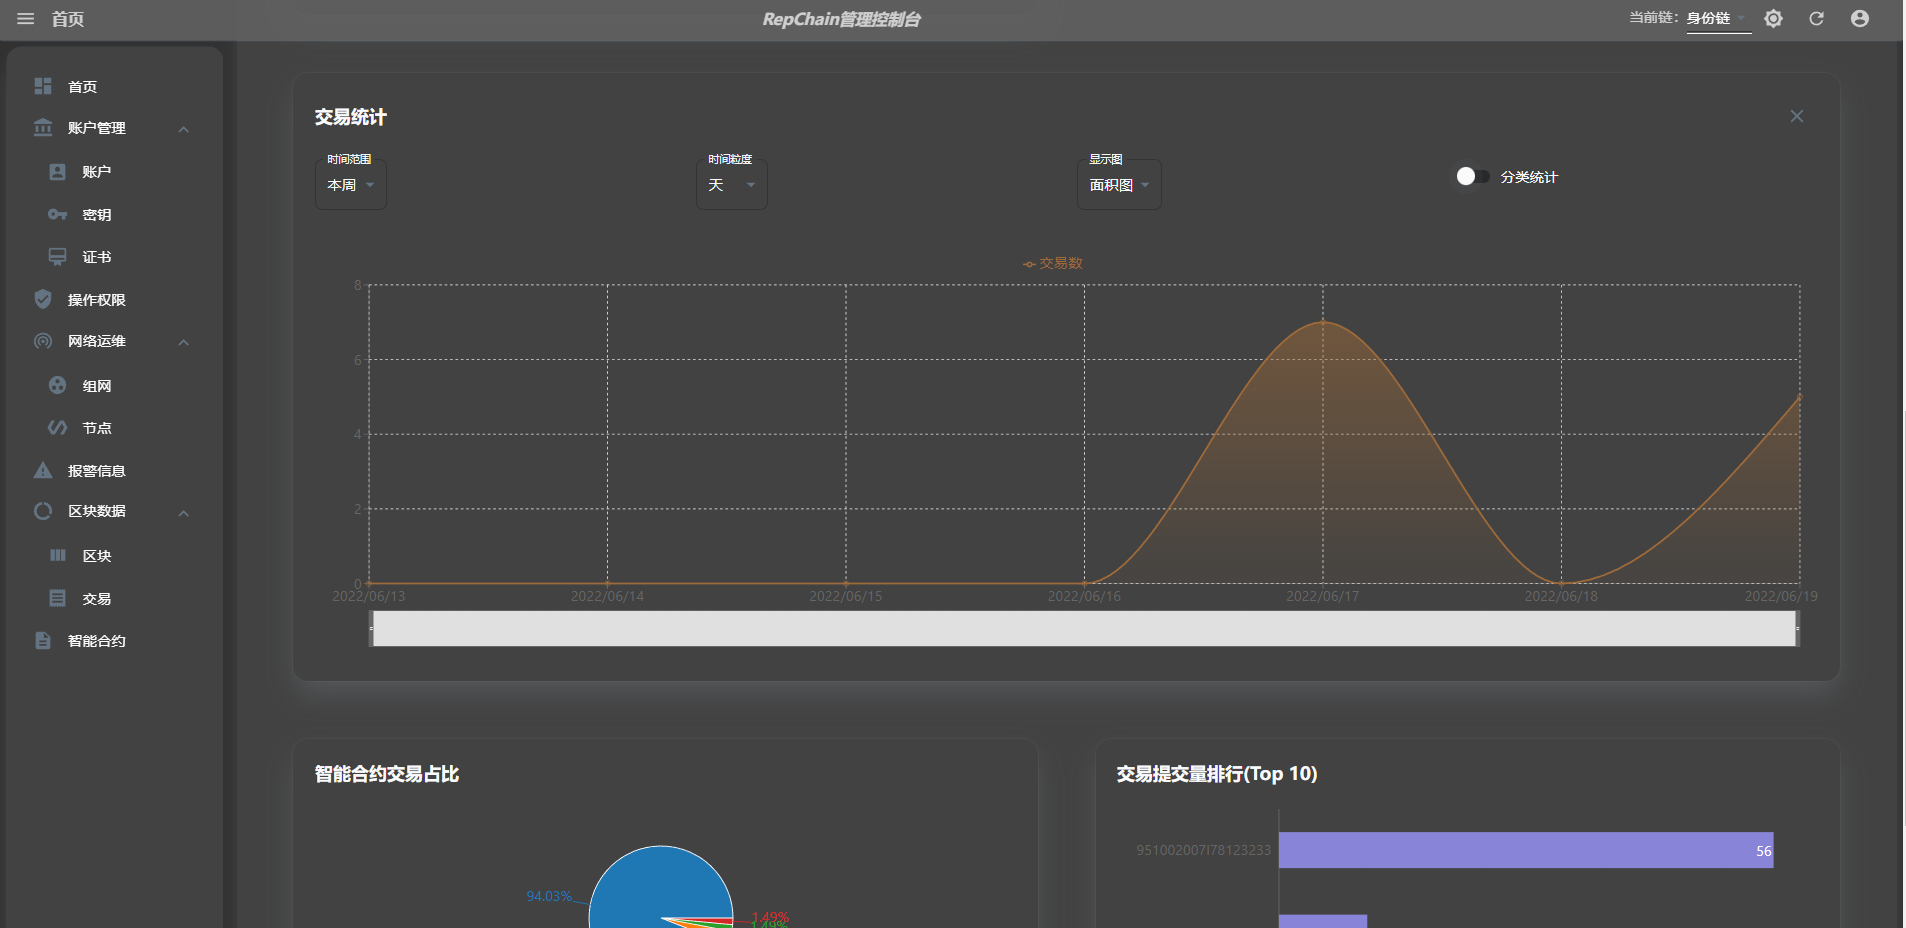 首页
RepChain管理控制台
当前链: 身份链
首页
账户管理
账户
密钥
证书
操作权限
网络运维
组网
节点
报警信息
区块数据
区块
交易
智能合约
交易统计
时间范围
本周
时间粒度
天
显示图
面积图
分类统计
交易数
8
6
4
2
0
2022/06/13
2022/06/14
2022/06/15
2022/06/16
2022/06/17
2022/06/18
2022/06/19
智能合约交易占比
94.03%
1.49%
1.49%
交易提交量排行(Top 10)
951002007l78123233
56